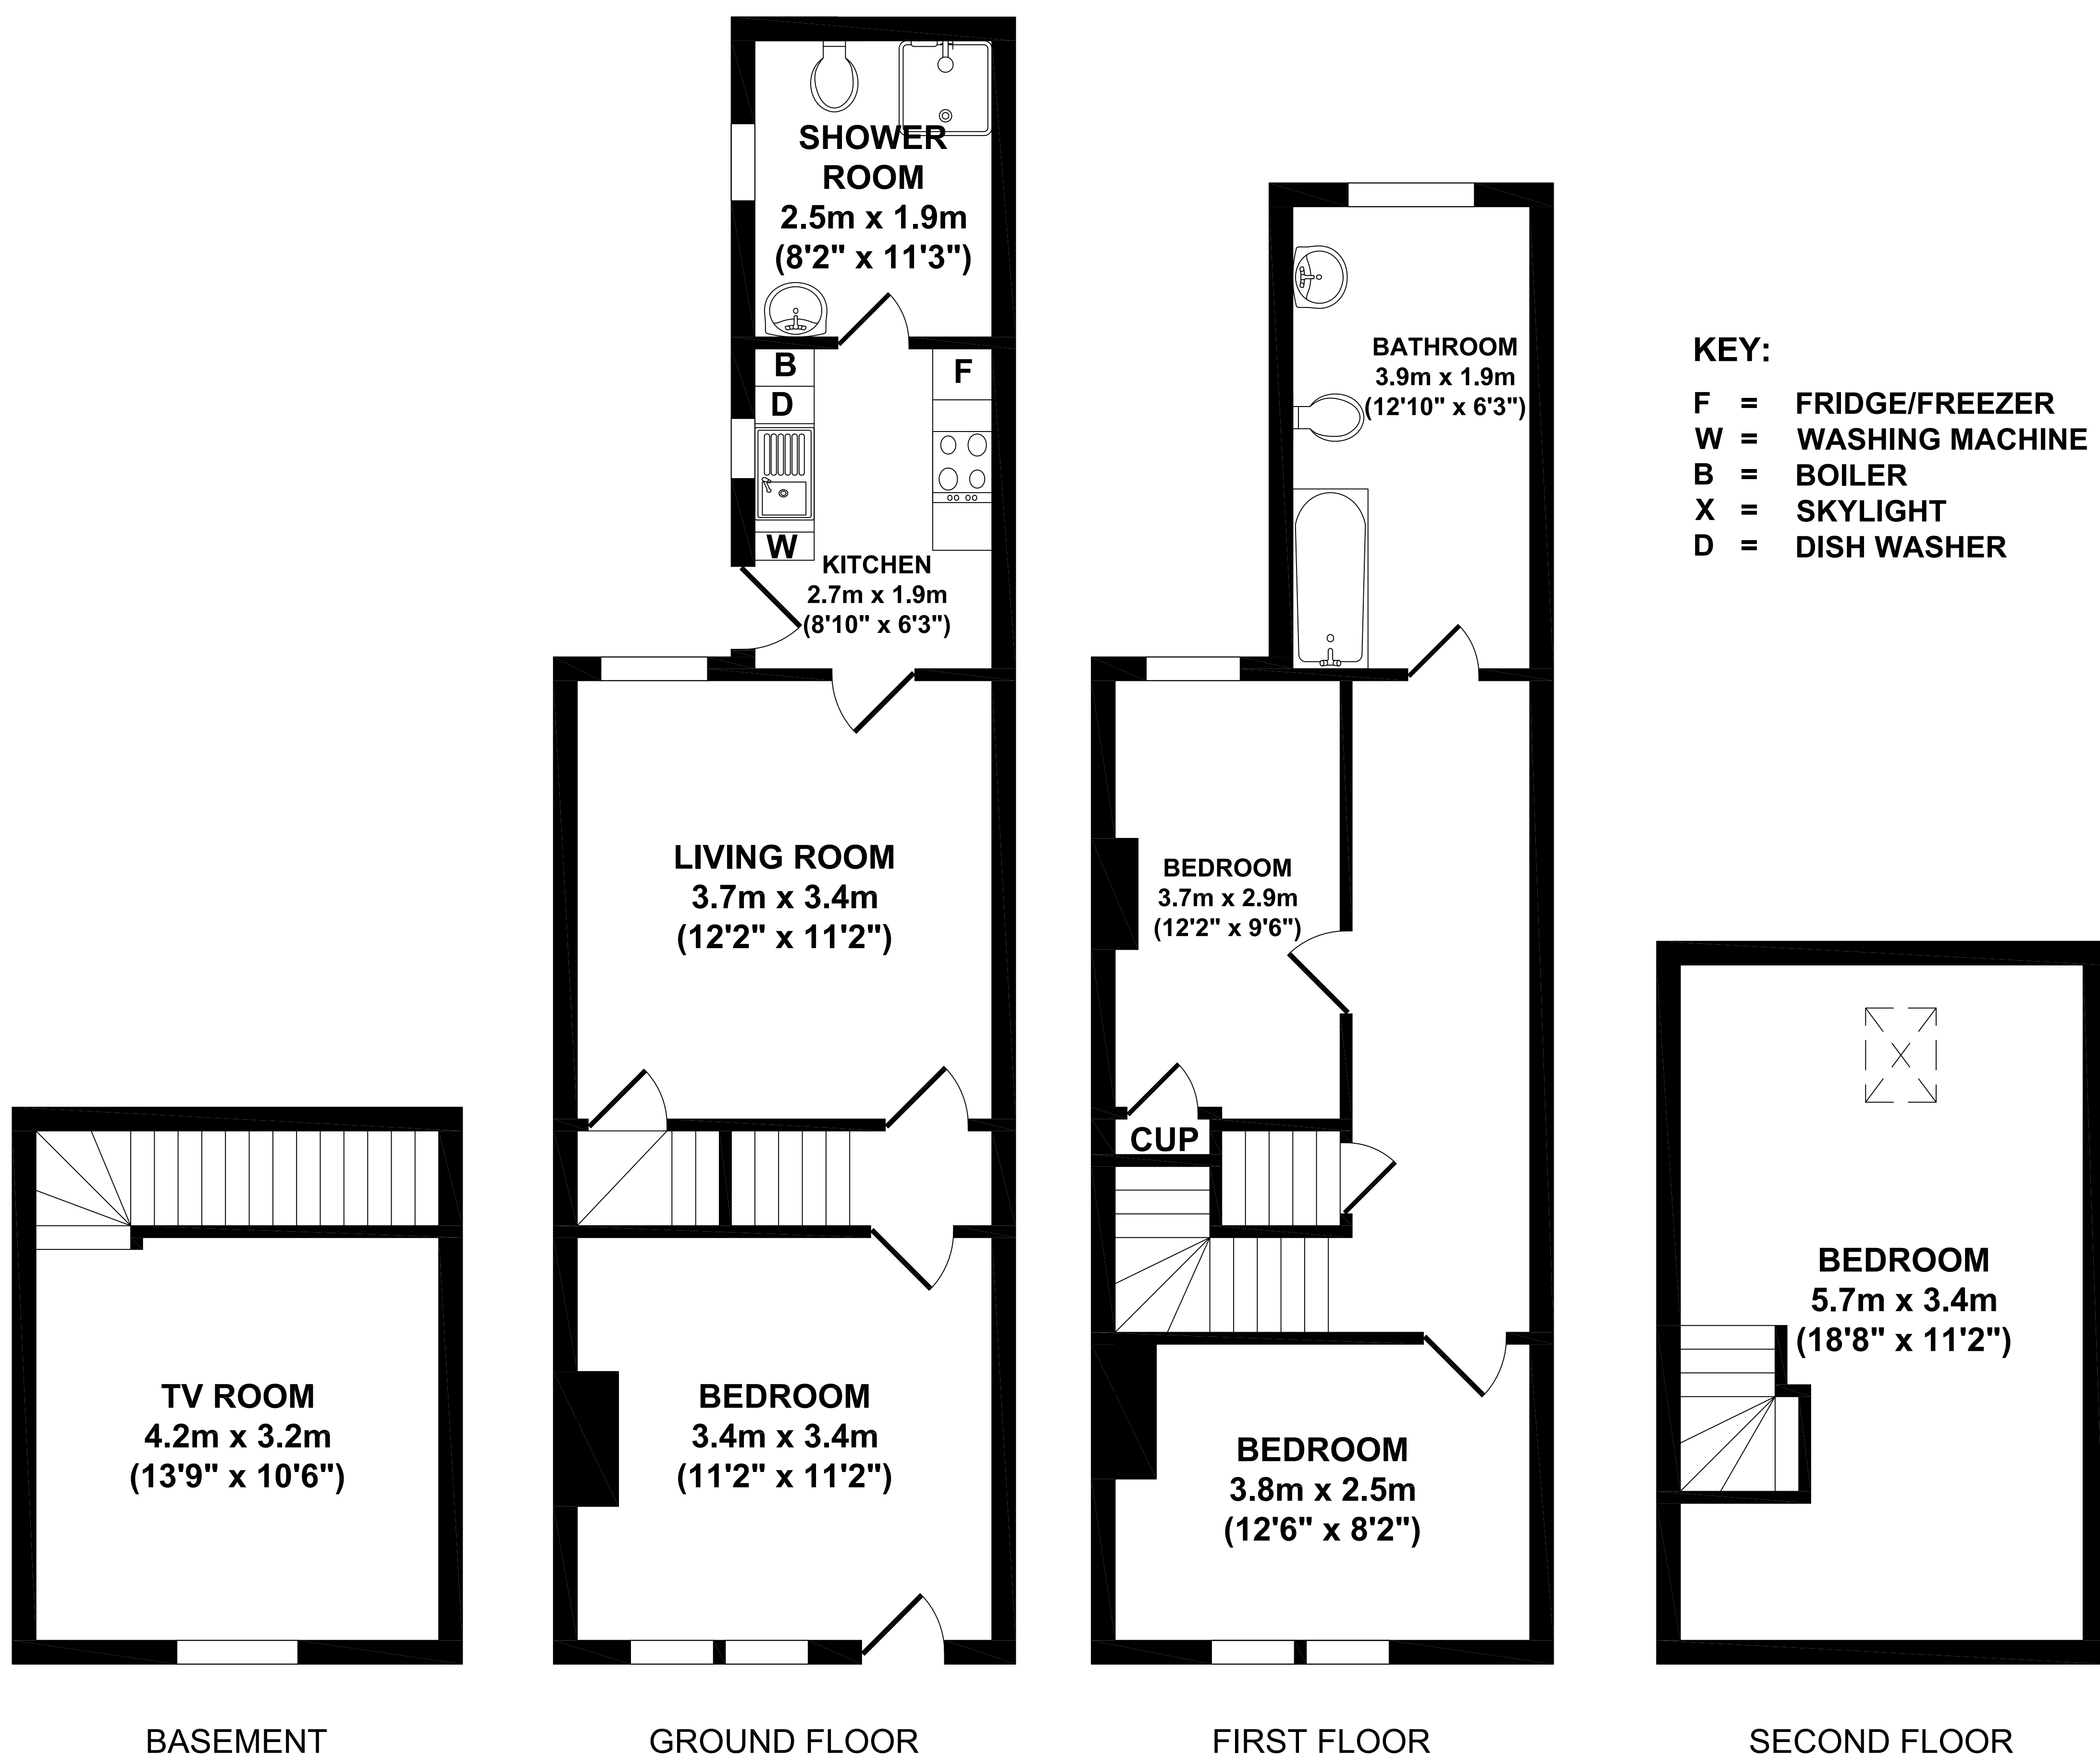 SHOWER
ROOM
2.5m x 1.9m
(8'2" x 11'3")
B
D
F
W
KITCHEN
2.7m x 1.9m
(8'10" x 6'3")
LIVING ROOM
3.7m x 3.4m
(12'2" x 11'2")
BEDROOM
3.4m x 3.4m
(11'2" x 11'2")
BATHROOM
3.9m x 1.9m
(12'10" x 6'3")
BEDROOM
3.7m x 2.9m
(12'2" x 9'6")
CUP
BEDROOM
3.8m x 2.5m
(12'6" x 8'2")
KEY:
F = FRIDGE/FREEZER
W = WASHING MACHINE
B = BOILER
X = SKYLIGHT
D = DISH WASHER
BEDROOM
5.7m x 3.4m
(18'8" x 11'2")
TV ROOM
4.2m x 3.2m
(13'9" x 10'6")
BASEMENT
GROUND FLOOR
FIRST FLOOR
SECOND FLOOR